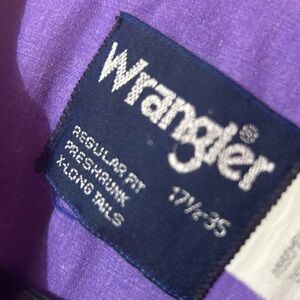 Wrangler®
REGULAR FIT 17½-35
PRESHRUNK
X-LONG TAILS